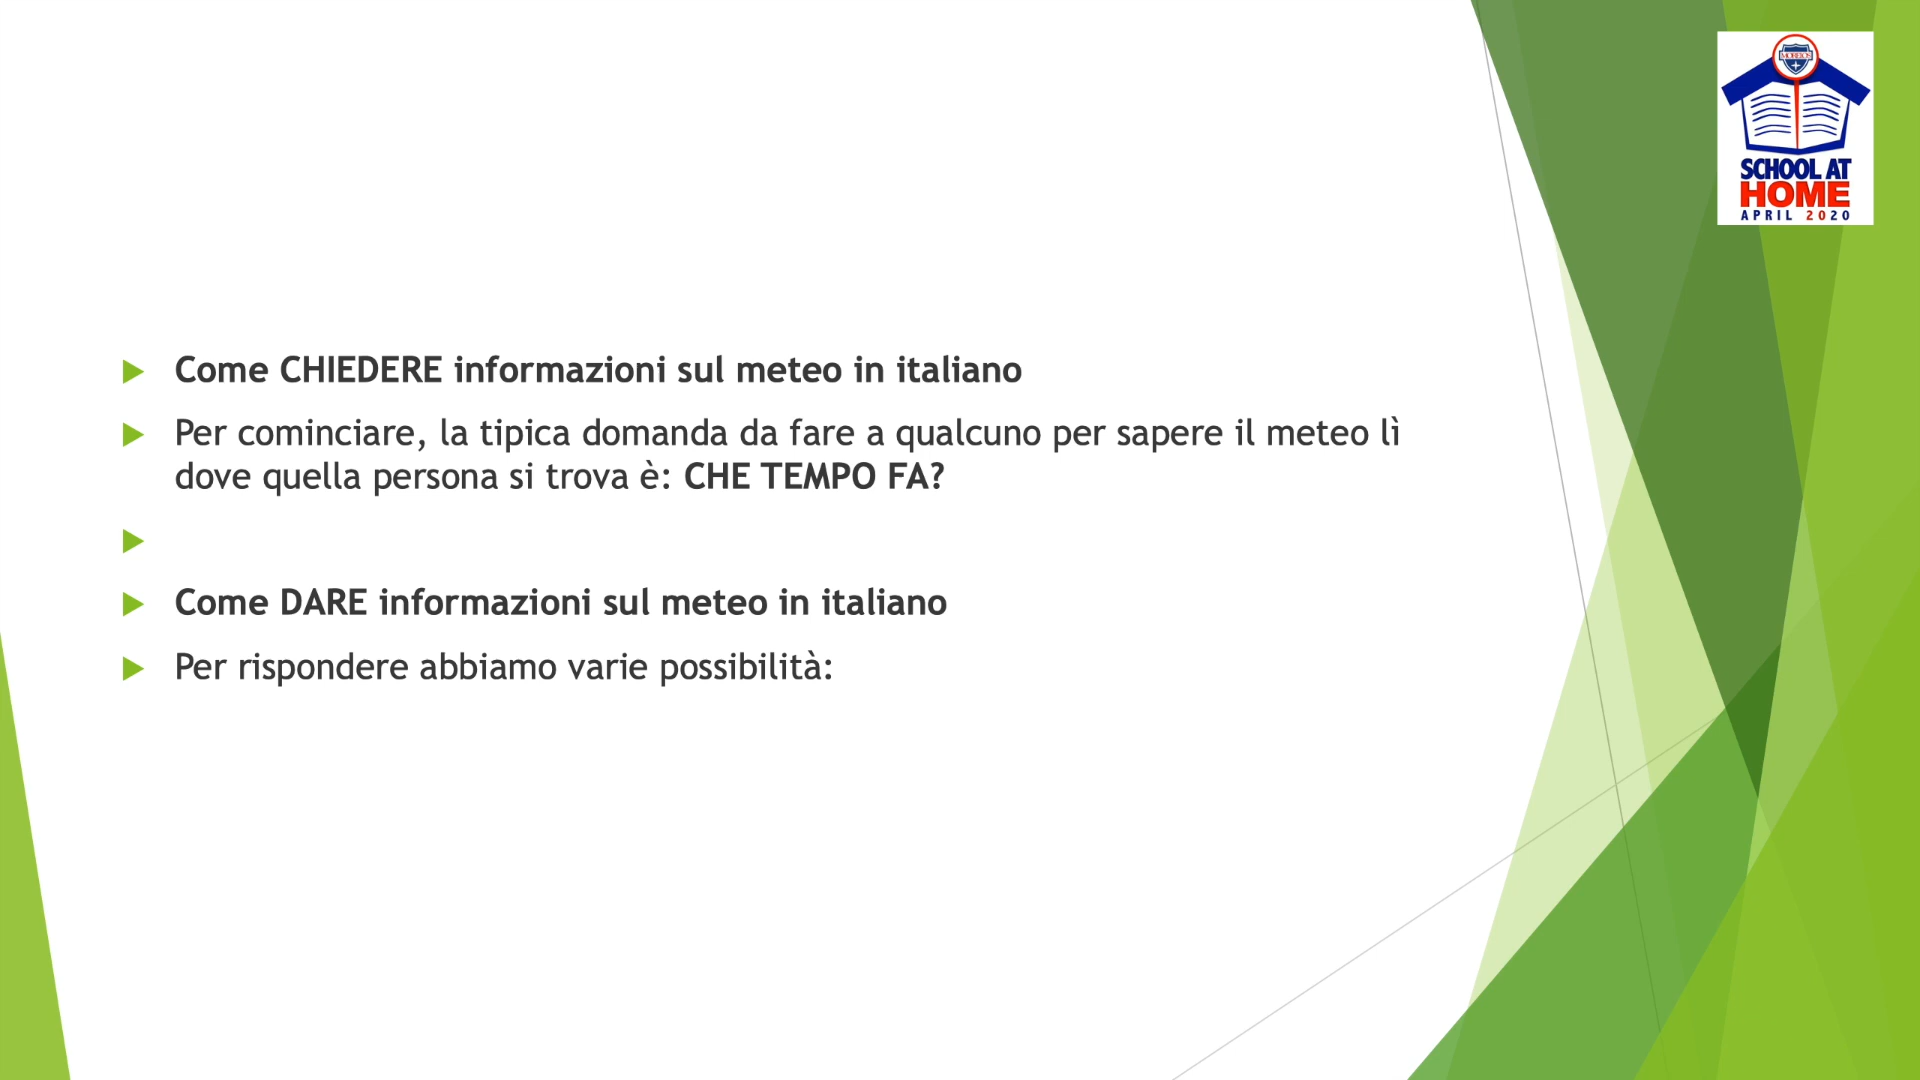 MORELOS
SCHOOL AT
HOME
APRIL 2020
Come CHIEDERE informazioni sul meteo in italiano
Per cominciare, la tipica domanda da fare a qualcuno per sapere il meteo lì
dove quella persona si trova è: CHE TEMPO FA?
Come DARE informazioni sul meteo in italiano
Per rispondere abbiamo varie possibilità: